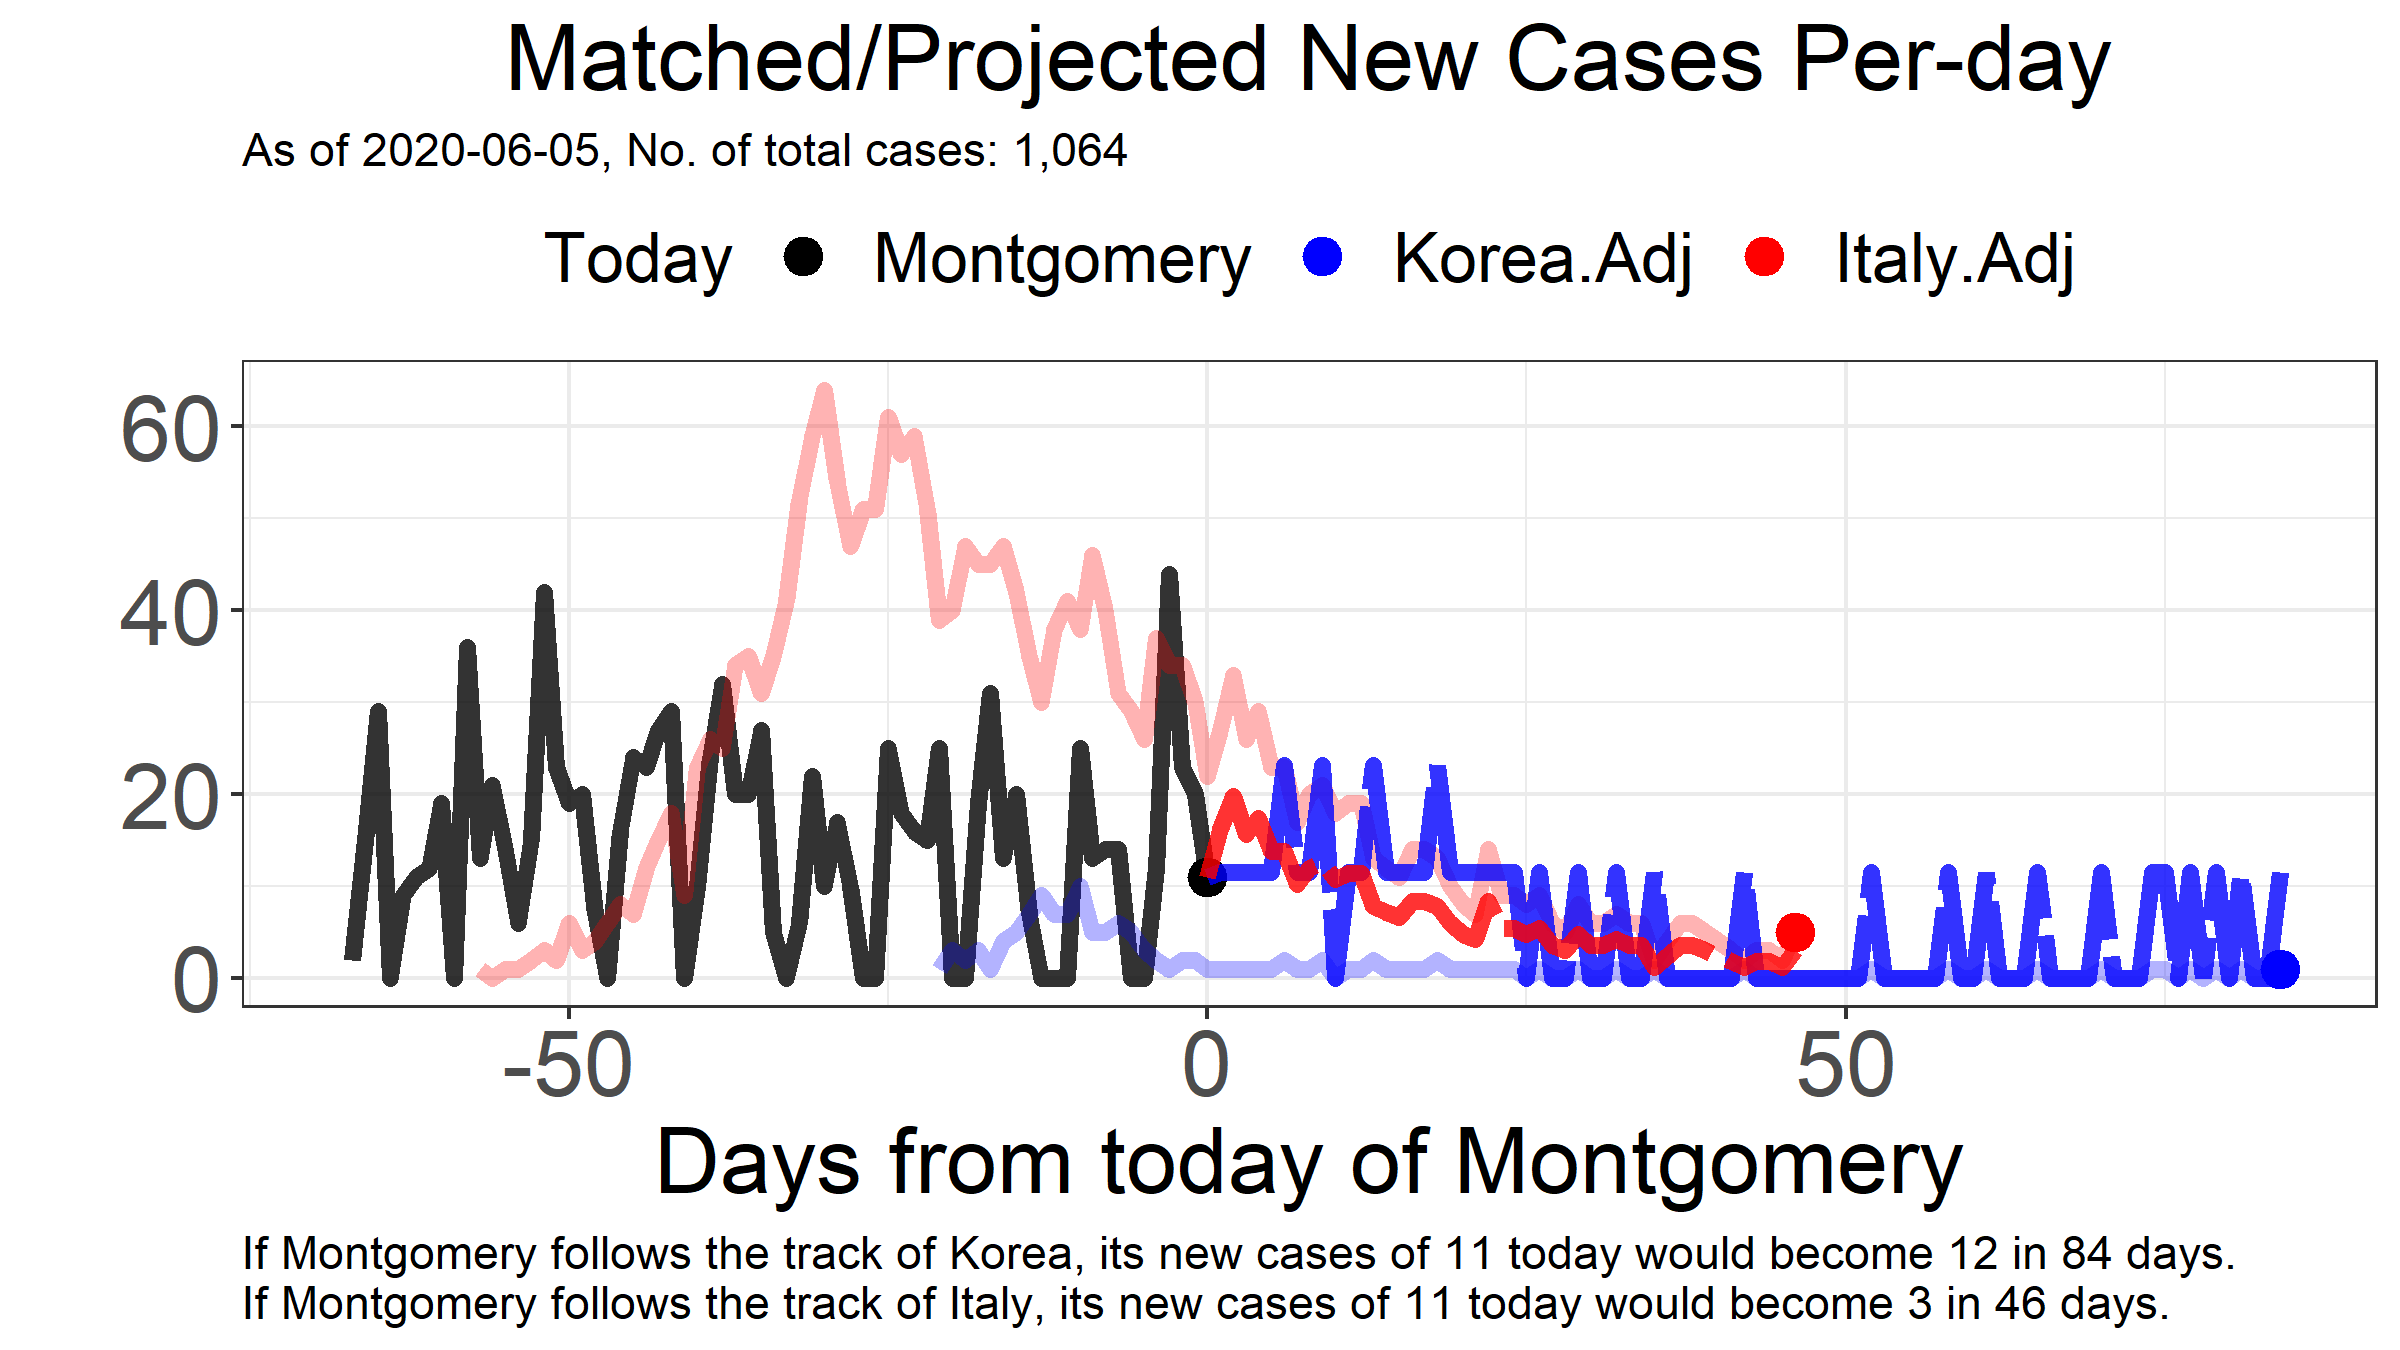 Matched/Projected New Cases Per-day
As of 2020-06-05, No. of total cases: 1,064
Today Montgomery Korea.Adj Italy.Adj
60
40
20
0
-50 0 50
Days from today of Montgomery
If Montgomery follows the track of Korea, its new cases of 11 today would become 12 in 84 days.
If Montgomery follows the track of Italy, its new cases of 11 today would become 3 in 46 days.